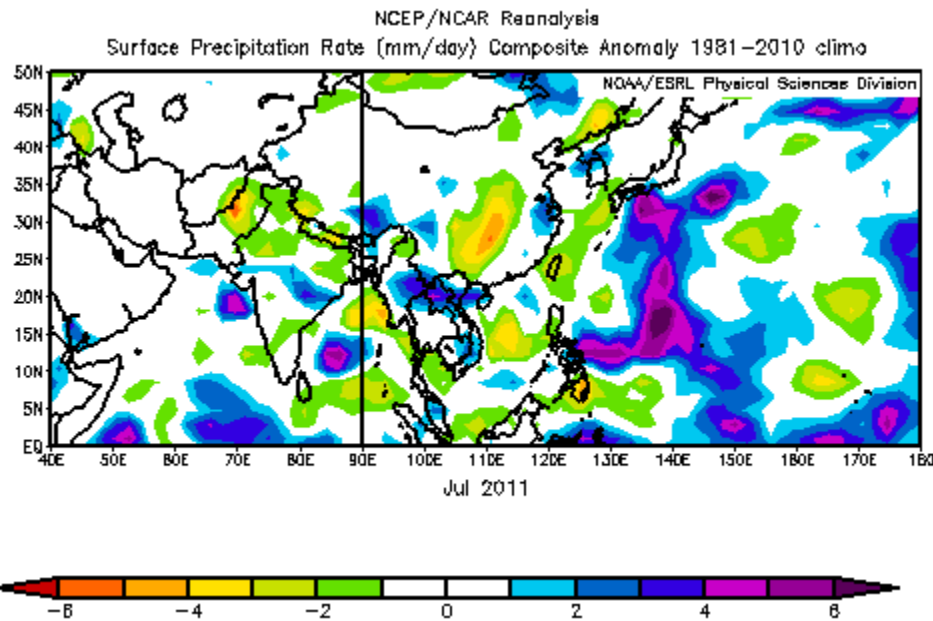 NCEP/NCAR Reanalysis
Surface Precipitation Rate (mm/day) Composite Anomaly 1981-2010 climo
NOAA/ESRL Physical Sciences Division
50N
45N
40N
35N
30N
25N
20N
15N
10N
5N
EQ
40E 50E 60E 70E 80E 90E 100E 110E 120E 130E 140E 150E 160E 170E 180
Jul 2011
-6 -4 -2 0 2 4 6